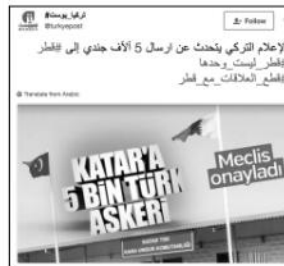 #تركيا_بوست
@turkyepost
Follow
الإعلام التركي يتحدث عن ارسال 5 آلاف جندي إلى #قطر
#قطر_ليست_وحدها
#قطع_العلاقات_مع_قطر
Translate from Arabic
KATAR'A
5 BİN TÜRK
ASKERİ
Meclis
onayladı